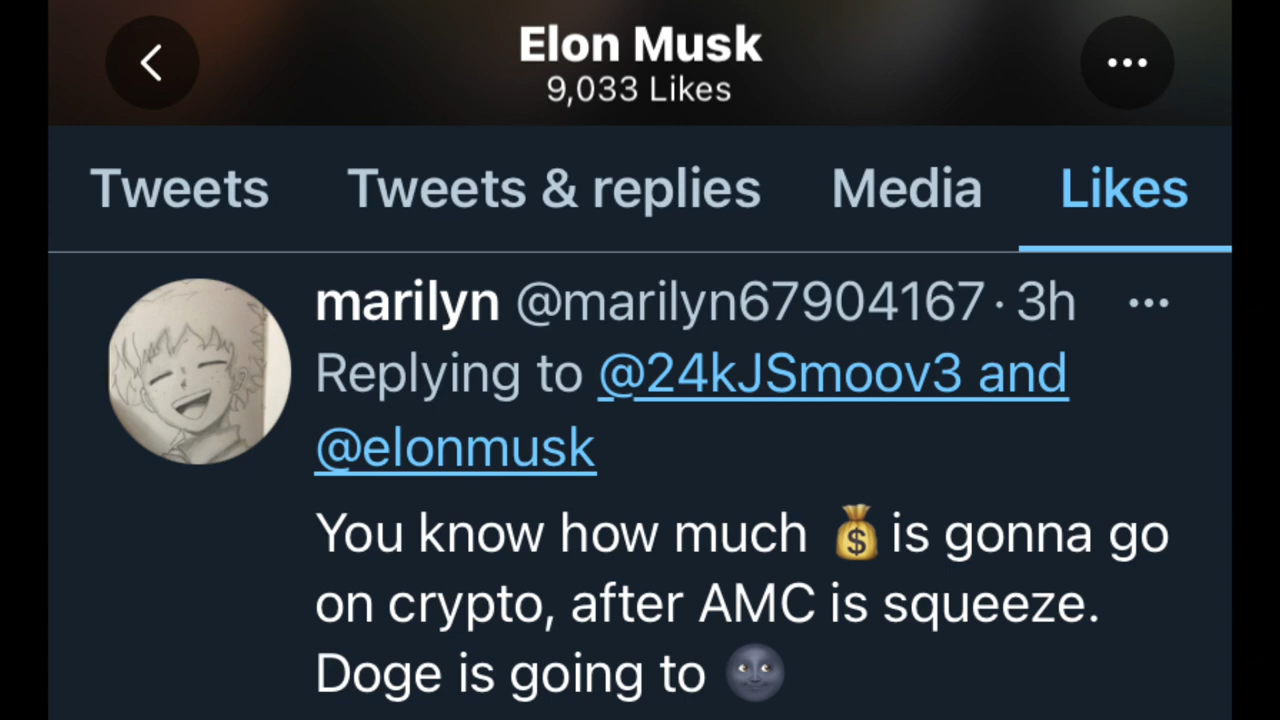 Elon Musk
9,033 Likes
Tweets Tweets & replies Media Likes
marilyn @marilyn67904167 · 3h
Replying to @24kJSmoov3 and
@elonmusk
You know how much 💰 is gonna go
on crypto, after AMC is squeeze.
Doge is going to 🌚